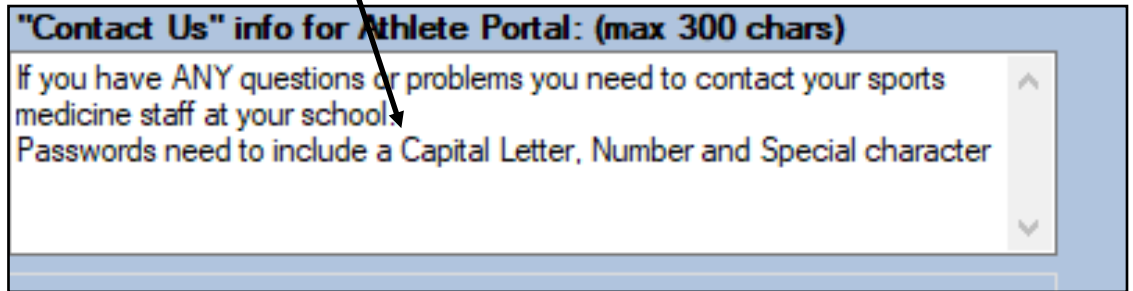 "Contact Us" info for Athlete Portal: (max 300 chars)
If you have ANY questions or problems you need to contact your sports
medicine staff at your school.
Passwords need to include a Capital Letter, Number and Special character